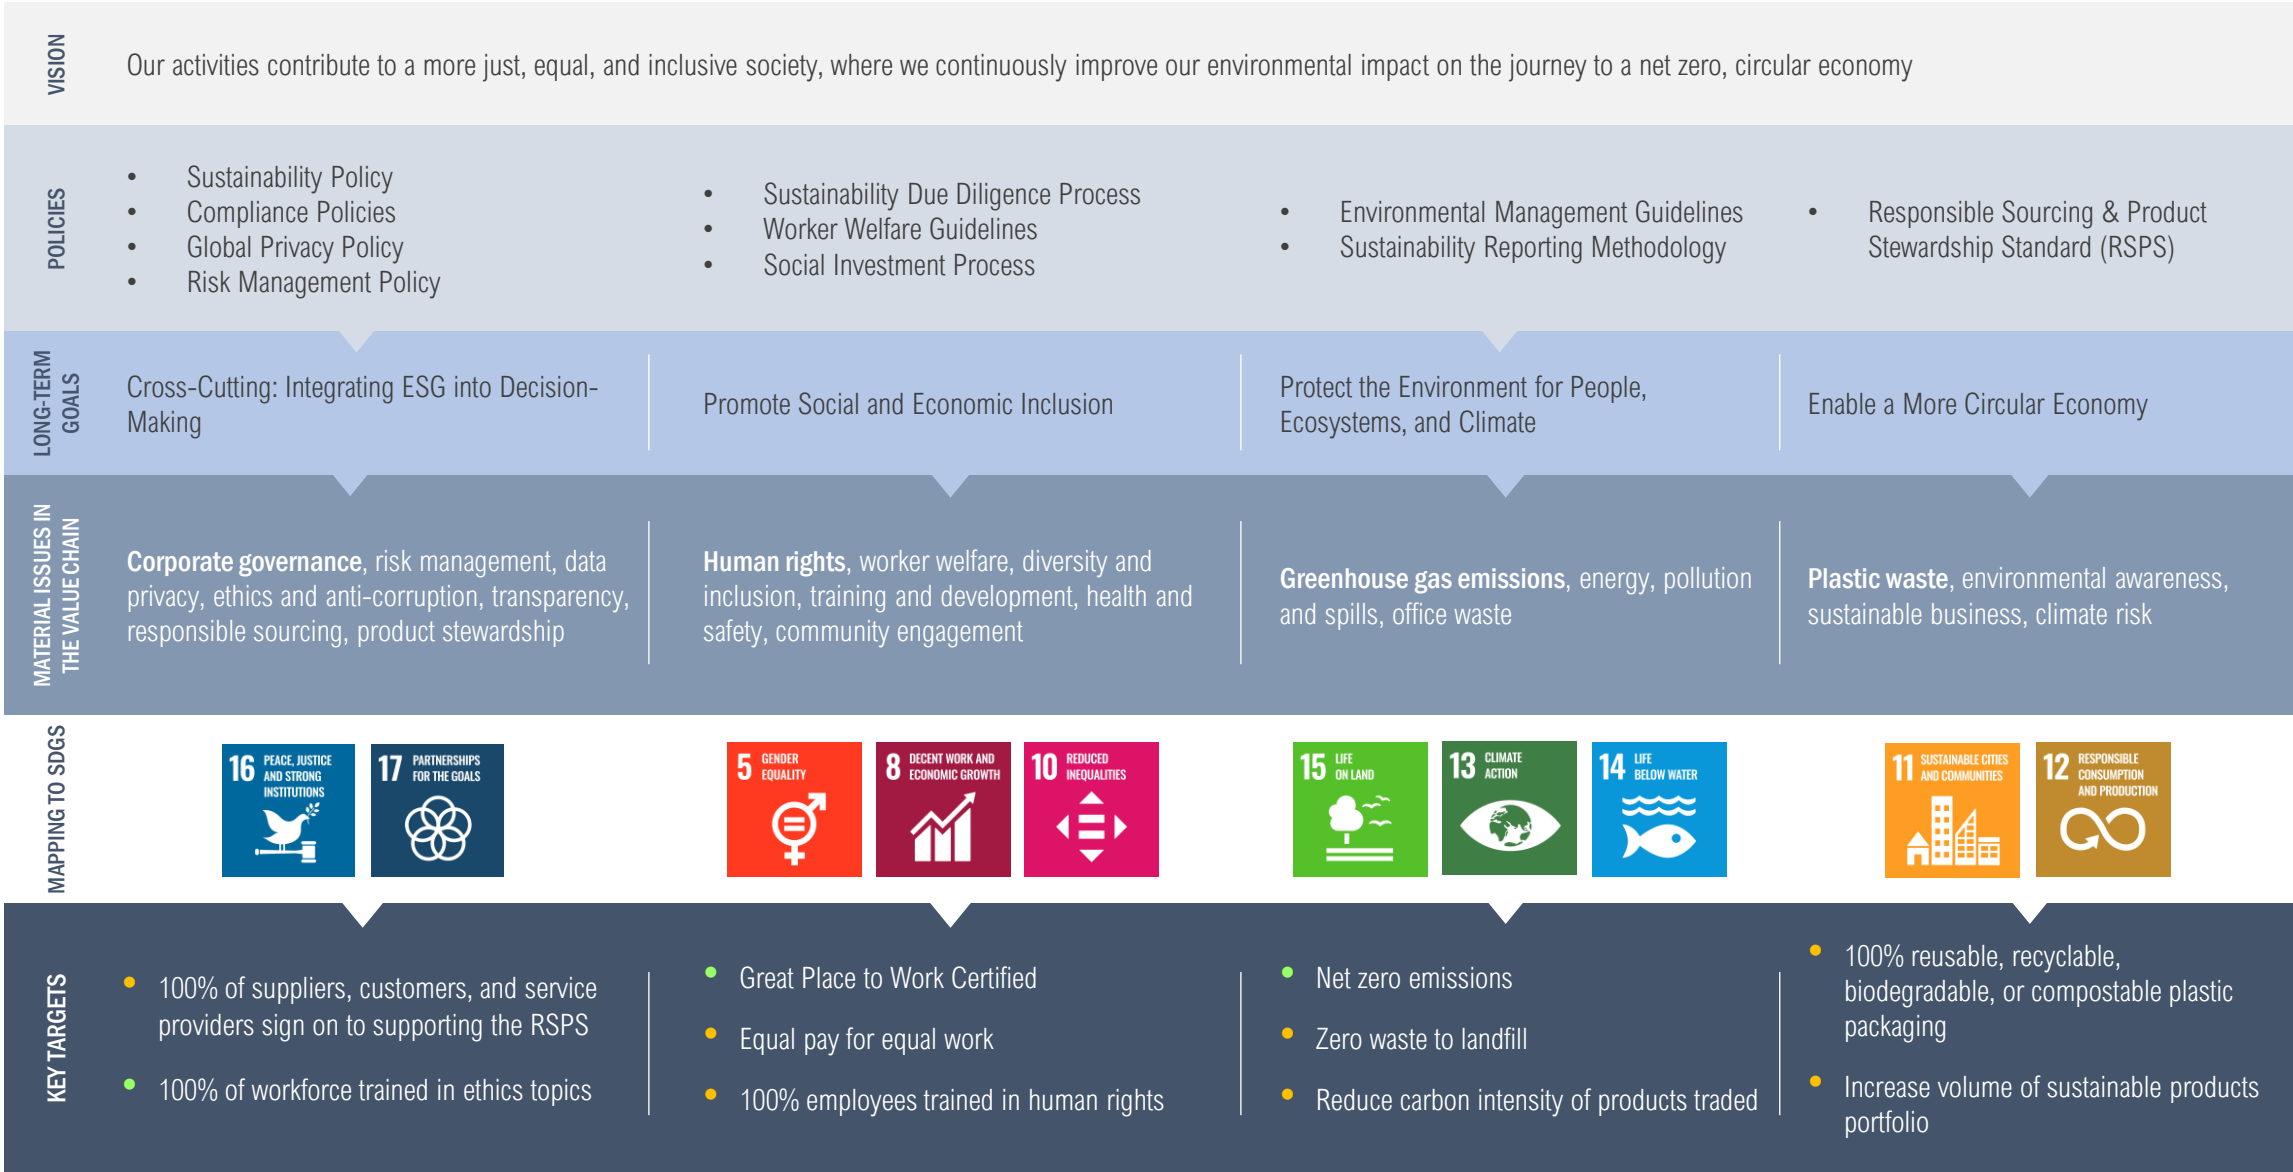 VISION
Our activities contribute to a more just, equal, and inclusive society, where we continuously improve our environmental impact on the journey to a net zero, circular economy
POLICIES
• Sustainability Policy
• Compliance Policies
• Global Privacy Policy
• Risk Management Policy
• Sustainability Due Diligence Process
• Worker Welfare Guidelines
• Social Investment Process
• Environmental Management Guidelines
• Sustainability Reporting Methodology
• Responsible Sourcing & Product
Stewardship Standard (RSPS)
LONG-TERM
GOALS
Cross-Cutting: Integrating ESG into Decision-
Making
Promote Social and Economic Inclusion
Protect the Environment for People,
Ecosystems, and Climate
Enable a More Circular Economy
MATERIAL ISSUES IN
THE VALUE CHAIN
Corporate governance, risk management, data
privacy, ethics and anti-corruption, transparency,
responsible sourcing, product stewardship
Human rights, worker welfare, diversity and
inclusion, training and development, health and
safety, community engagement
Greenhouse gas emissions, energy, pollution
and spills, office waste
Plastic waste, environmental awareness,
sustainable business, climate risk
MAPPING TO SDGS
16 PEACE, JUSTICE
AND STRONG
INSTITUTIONS
17 PARTNERSHIPS
FOR THE GOALS
5 GENDER
EQUALITY
8 DECENT WORK AND
ECONOMIC GROWTH
10 REDUCED
INEQUALITIES
15 LIFE
ON LAND
13 CLIMATE
ACTION
14 LIFE
BELOW WATER
11 SUSTAINABLE CITIES
AND COMMUNITIES
12 RESPONSIBLE
CONSUMPTION
AND PRODUCTION
KEY TARGETS
• 100% of suppliers, customers, and service
providers sign on to supporting the RSPS
• 100% of workforce trained in ethics topics
• Great Place to Work Certified
• Equal pay for equal work
• 100% employees trained in human rights
• Net zero emissions
• Zero waste to landfill
• Reduce carbon intensity of products traded
• 100% reusable, recyclable,
biodegradable, or compostable plastic
packaging
• Increase volume of sustainable products
portfolio